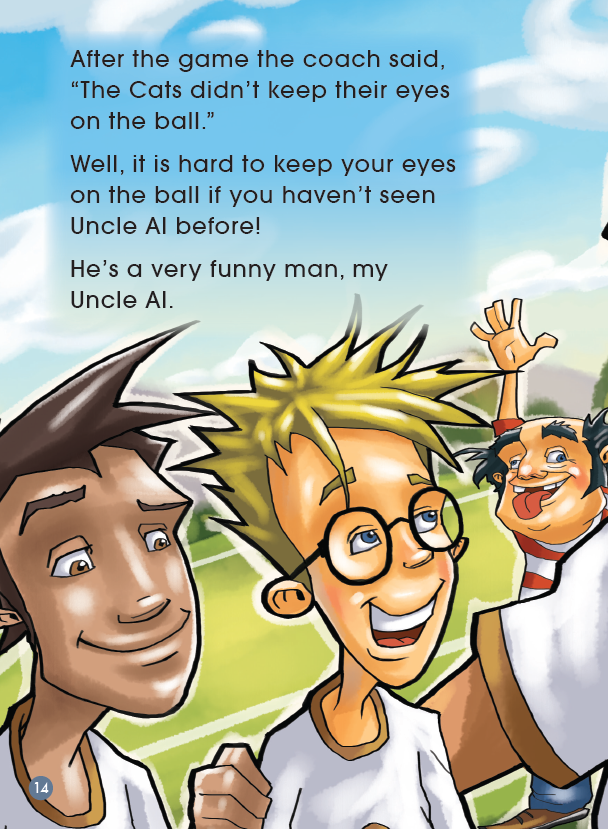 After the game the coach said,
“The Cats didn’t keep their eyes
on the ball.”
Well, it is hard to keep your eyes
on the ball if you haven’t seen
Uncle Al before!
He’s a very funny man, my
Uncle Al.
14